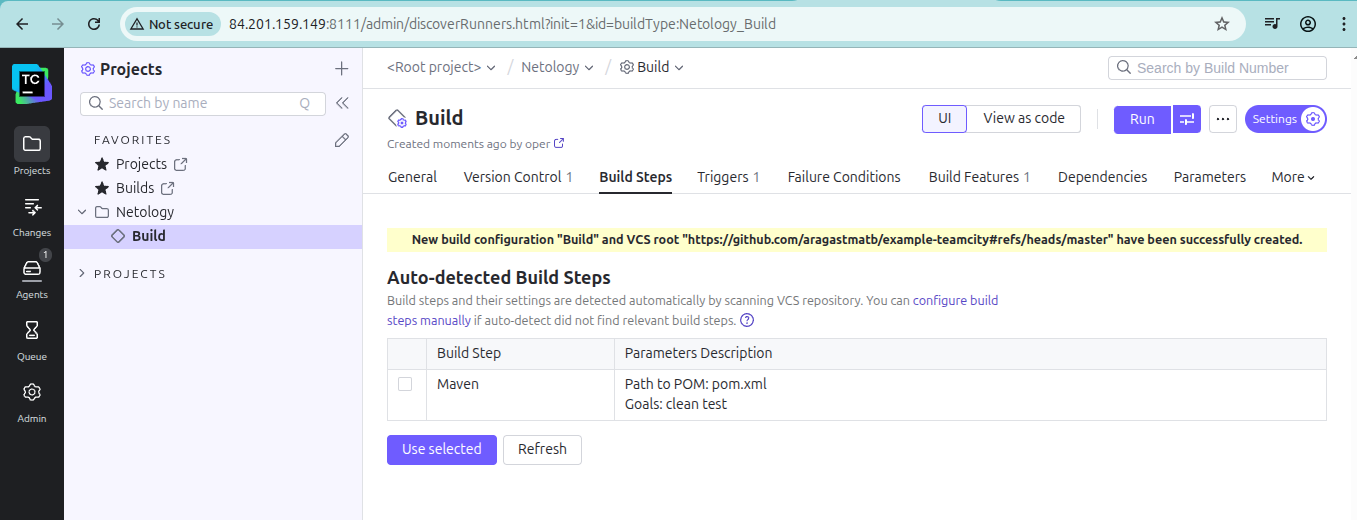 Not secure 84.201.159.149:8111/admin/discoverRunners.html?init=1&id=buildType:Netology_Build
TC
Projects
Changes
1
Agents
Queue
Admin
Projects
Search by name Q
FAVORITES
Projects
Builds
Netology
Build
PROJECTS
<Root project> / Netology / Build
Search by Build Number
Build
Created moments ago by oper
UI View as code Run Settings
General Version Control 1 Build Steps Triggers 1 Failure Conditions Build Features 1 Dependencies Parameters More
New build configuration "Build" and VCS root "https://github.com/aragastmatb/example-teamcity#refs/heads/master" have been successfully created.
Auto-detected Build Steps
Build steps and their settings are detected automatically by scanning VCS repository. You can configure build
steps manually if auto-detect did not find relevant build steps. ?
Build Step Parameters Description
Maven Path to POM: pom.xml
Goals: clean test
Use selected Refresh